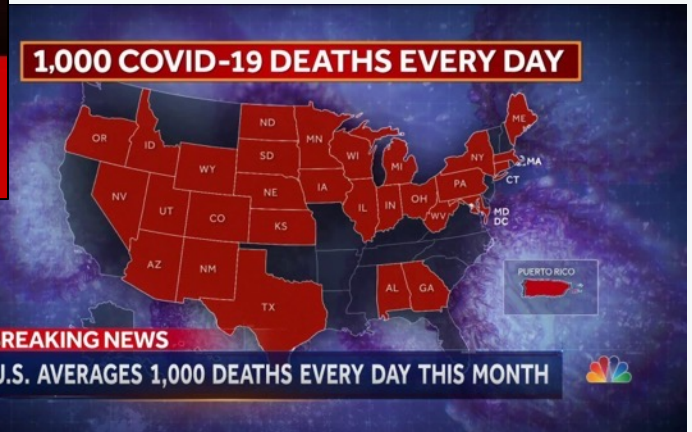 1,000 COVID-19 DEATHS EVERY DAY
ME
ND
OR
MN
ID
SD
WI
NY
MA
WY
MI
CT
NE
IA
PA
NV
OH
UT
IL
IN
CO
WV
MD
KS
DC
AZ
NM
PUERTO RICO
AL
GA
TX
REAKING NEWS
U.S. AVERAGES 1,000 DEATHS EVERY DAY THIS MONTH